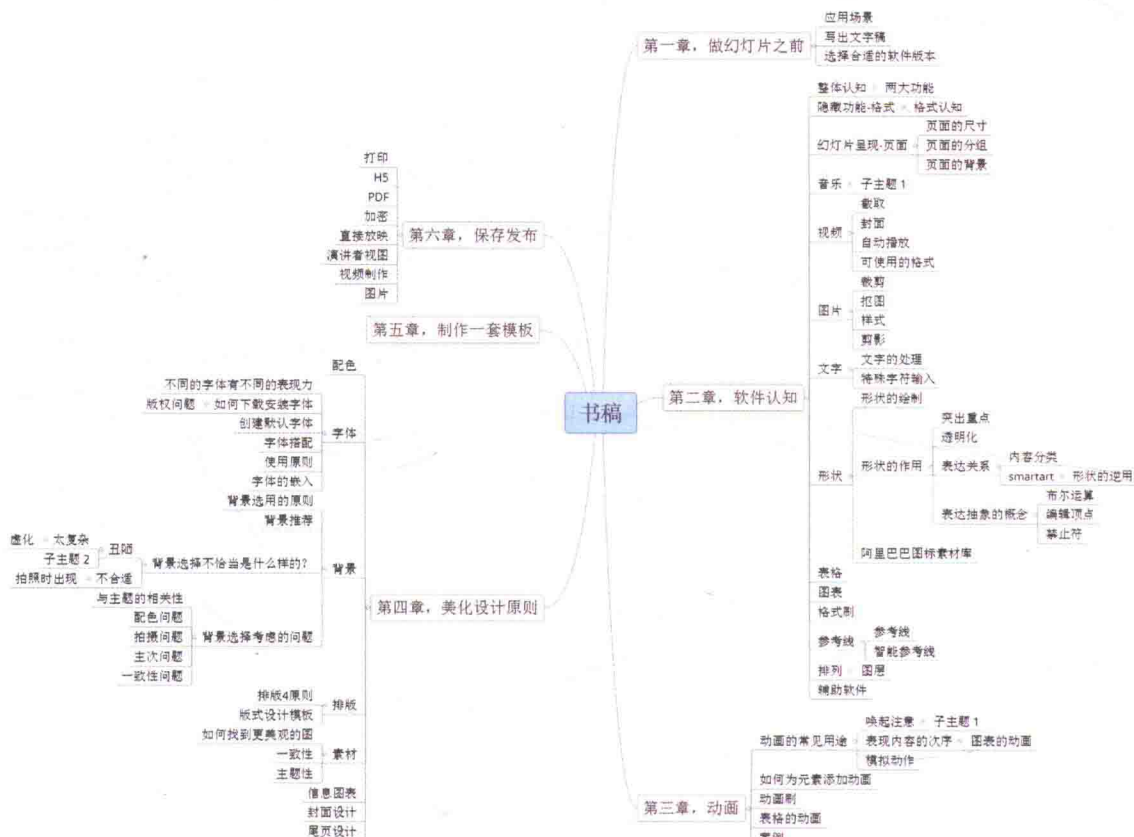 书稿
第一章，做幻灯片之前
应用场景
写出文字稿
选择合适的软件版本
第二章，软件认知
整体认知
两大功能
隐藏功能-格式
格式认知
幻灯片呈现-页面
页面的尺寸
页面的分组
页面的背景
音乐
子主题 1
视频
截取
封面
自动播放
可使用的格式
图片
裁剪
抠图
样式
剪影
文字
文字的处理
特殊字符输入
形状
形状的绘制
形状的作用
突出重点
透明化
表达关系
内容分类
smartart
形状的逆用
表达抽象的概念
布尔运算
编辑顶点
禁止符
阿里巴巴图标素材库
表格
图表
格式刷
参考线
参考线
智能参考线
排列
图层
辅助软件
第三章，动画
动画的常见用途
唤起注意
子主题 1
表现内容的次序
图表的动画
模拟动作
如何为元素添加动画
动画刷
表格的动画
案例
第四章，美化设计原则
配色
字体
不同的字体有不同的表现力
如何下载安装字体
版权问题
创建默认字体
字体搭配
使用原则
字体的嵌入
背景
背景选用的原则
背景推荐
背景选择不恰当是什么样的？
丑陋
太复杂
虚化
子主题 2
不合适
拍照时出现
背景选择考虑的问题
与主题的相关性
配色问题
拍摄问题
主次问题
一致性问题
排版
排版4原则
版式设计模板
素材
如何找到更美观的图
一致性
主题性
信息图表
封面设计
尾页设计
第五章，制作一套模板
第六章，保存发布
打印
H5
PDF
加密
直接放映
演讲者视图
视频制作
图片